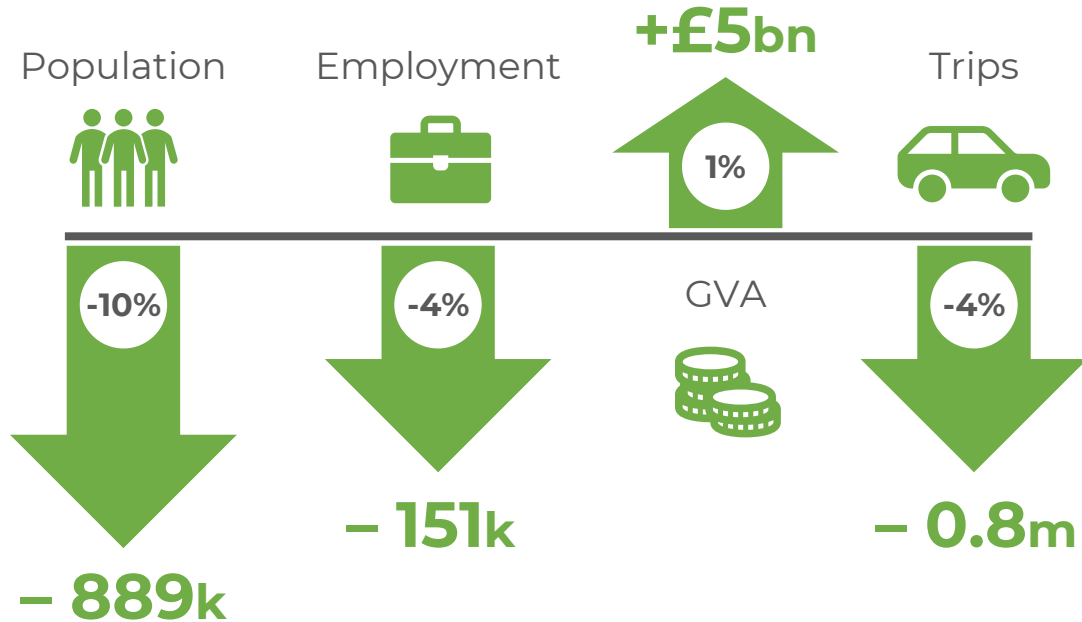 Population
-10%
– 889k
Employment
-4%
– 151k
+£5bn
1%
GVA
Trips
-4%
– 0.8m